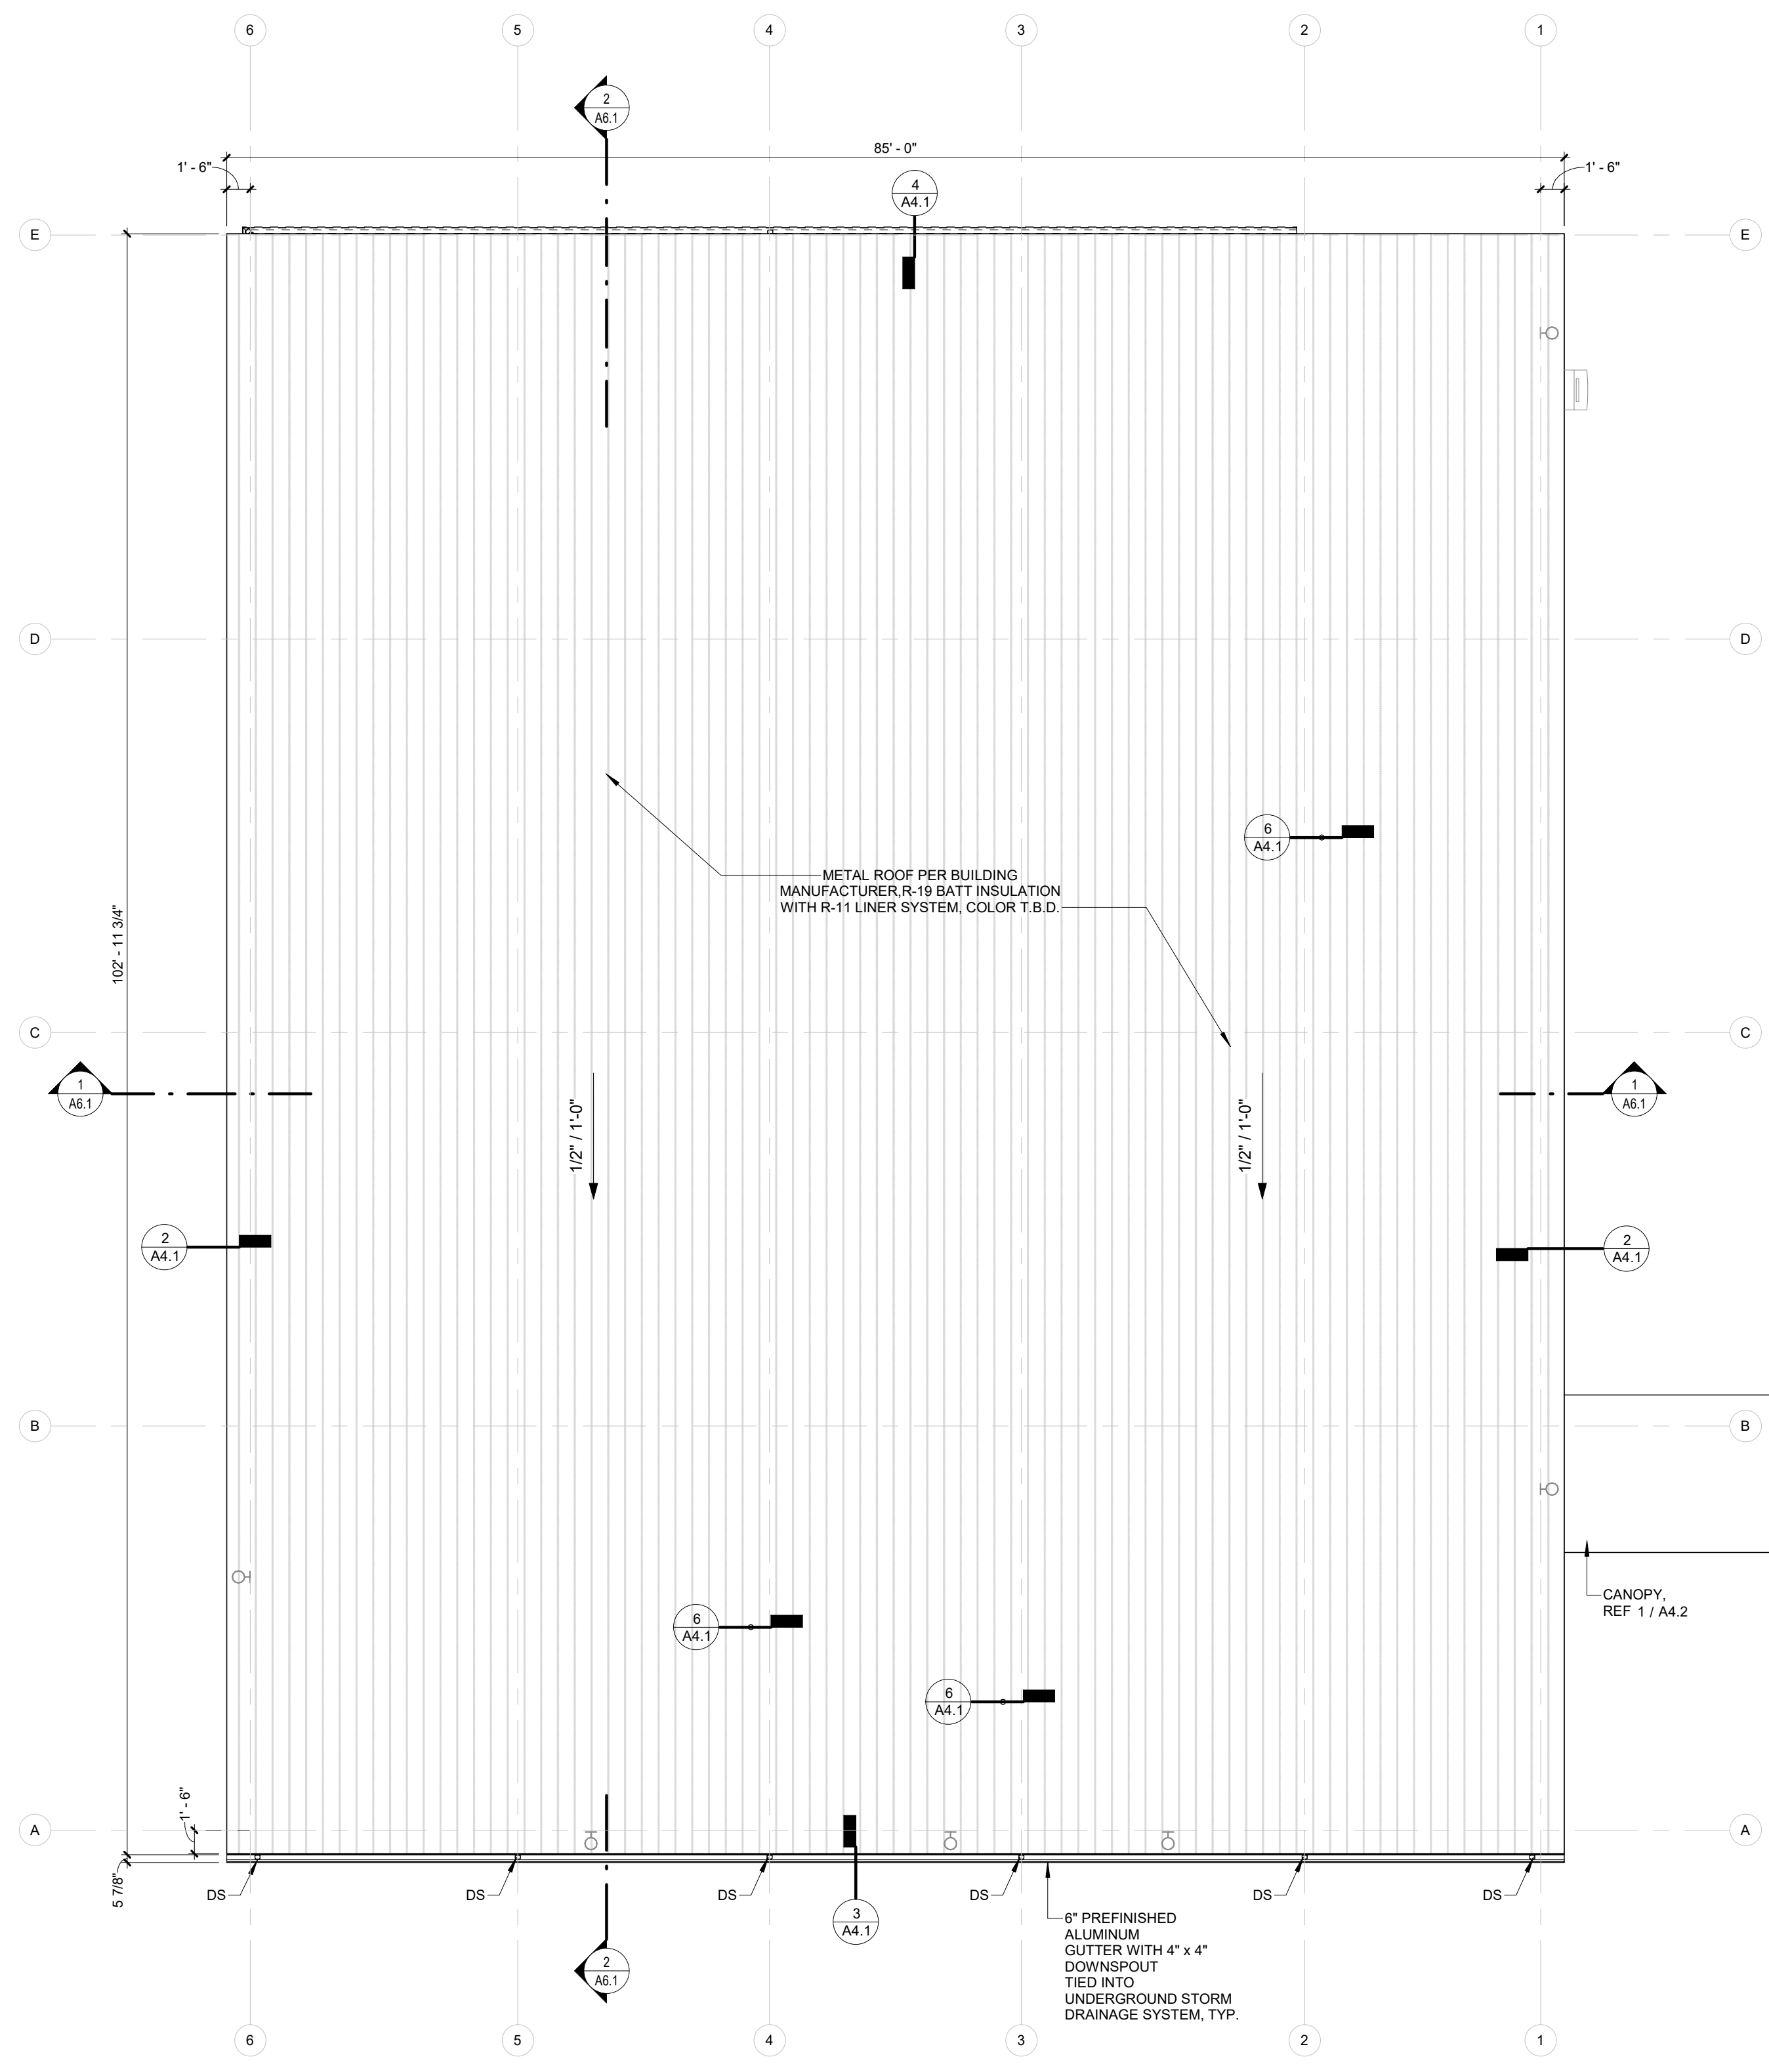 6 5 4 3 2 1
2
A6.1
85' - 0"
1' - 6"
1' - 6"
4
A4.1
E
E
D
D
6
A4.1
METAL ROOF PER BUILDING
MANUFACTURER,R-19 BATT INSULATION
WITH R-11 LINER SYSTEM, COLOR T.B.D.
102' - 11 3/4"
C
C
1
A6.1
1
A6.1
1/2" / 1'-0"
1/2" / 1'-0"
2
A4.1
2
A4.1
B
B
CANOPY,
REF 1 / A4.2
6
A4.1
6
A4.1
1' - 6"
A
A
5 7/8"
DS
DS
DS
DS
DS
DS
3
A4.1
6" PREFINISHED
ALUMINUM
GUTTER WITH 4" x 4"
DOWNSPOUT
TIED INTO
UNDERGROUND STORM
DRAINAGE SYSTEM, TYP.
2
A6.1
6 5 4 3 2 1